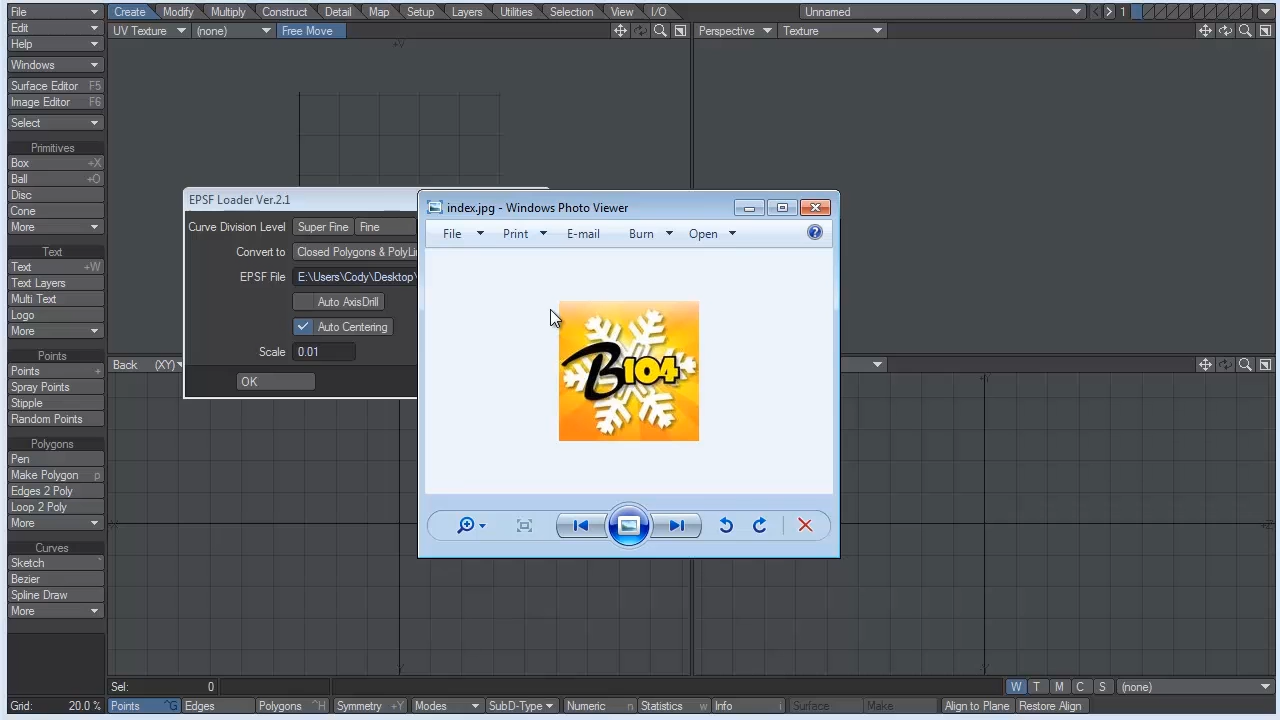 File Create Modify Multiply Construct Detail Map Setup Layers Utilities Selection View I/O Unnamed 1
Edit UV Texture (none) Free Move Perspective Texture
Help
Windows
Surface Editor F5
Image Editor F6
Select
Primitives
Box +X
Ball +O
Disc
Cone
More
Text
Text +W
Text Layers
Multi Text
Logo
More
Points
Points +
Spray Points
Stipple
Random Points
Polygons
Pen
Make Polygon p
Edges 2 Poly
Loop 2 Poly
More
Curves
Sketch `
Bezier
Spline Draw
More
EPSF Loader Ver.2.1
Curve Division Level Super Fine Fine
Convert to Closed Polygons & PolyLin
EPSF File E:\Users\Cody\Desktop\
Auto AxisDrill
Auto Centering
Scale 0.01
OK
index.jpg - Windows Photo Viewer
File Print E-mail Burn Open
B104
Back (XY)
Sel: 0 W T M C S (none)
Grid: 20.0 % Points ^G Edges Polygons ^H Symmetry +Y Modes SubD-Type Numeric n Statistics w Info i Surface Make Align to Plane Restore Align